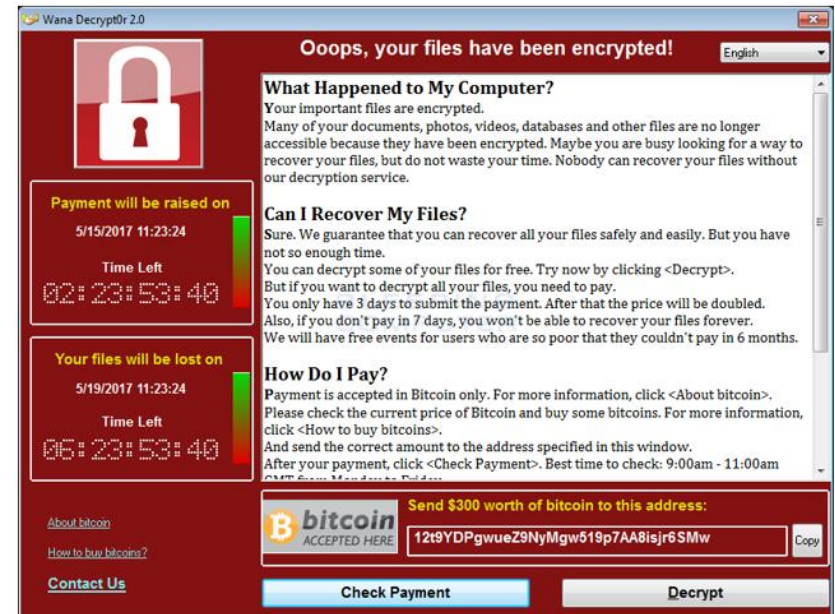 Wana Decrypt0r 2.0
Ooops, your files have been encrypted!
English
What Happened to My Computer?
Your important files are encrypted.
Many of your documents, photos, videos, databases and other files are no longer
accessible because they have been encrypted. Maybe you are busy looking for a way to
recover your files, but do not waste your time. Nobody can recover your files without
our decryption service.
Can I Recover My Files?
Sure. We guarantee that you can recover all your files safely and easily. But you have
not so enough time.
You can decrypt some of your files for free. Try now by clicking <Decrypt>.
But if you want to decrypt all your files, you need to pay.
You only have 3 days to submit the payment. After that the price will be doubled.
Also, if you don't pay in 7 days, you won't be able to recover your files forever.
We will have free events for users who are so poor that they couldn't pay in 6 months.
How Do I Pay?
Payment is accepted in Bitcoin only. For more information, click <About bitcoin>.
Please check the current price of Bitcoin and buy some bitcoins. For more information,
click <How to buy bitcoins>.
And send the correct amount to the address specified in this window.
After your payment, click <Check Payment>. Best time to check: 9:00am - 11:00am
GMT from Monday to Friday.
Payment will be raised on
5/15/2017 11:23:24
Time Left
02:23:53:40
Your files will be lost on
5/19/2017 11:23:24
Time Left
06:23:53:40
About bitcoin
How to buy bitcoins?
Contact Us
bitcoin
ACCEPTED HERE
Send $300 worth of bitcoin to this address:
12t9YDPgwueZ9NyMgw519p7AA8isjr6SMw
Copy
Check Payment
Decrypt